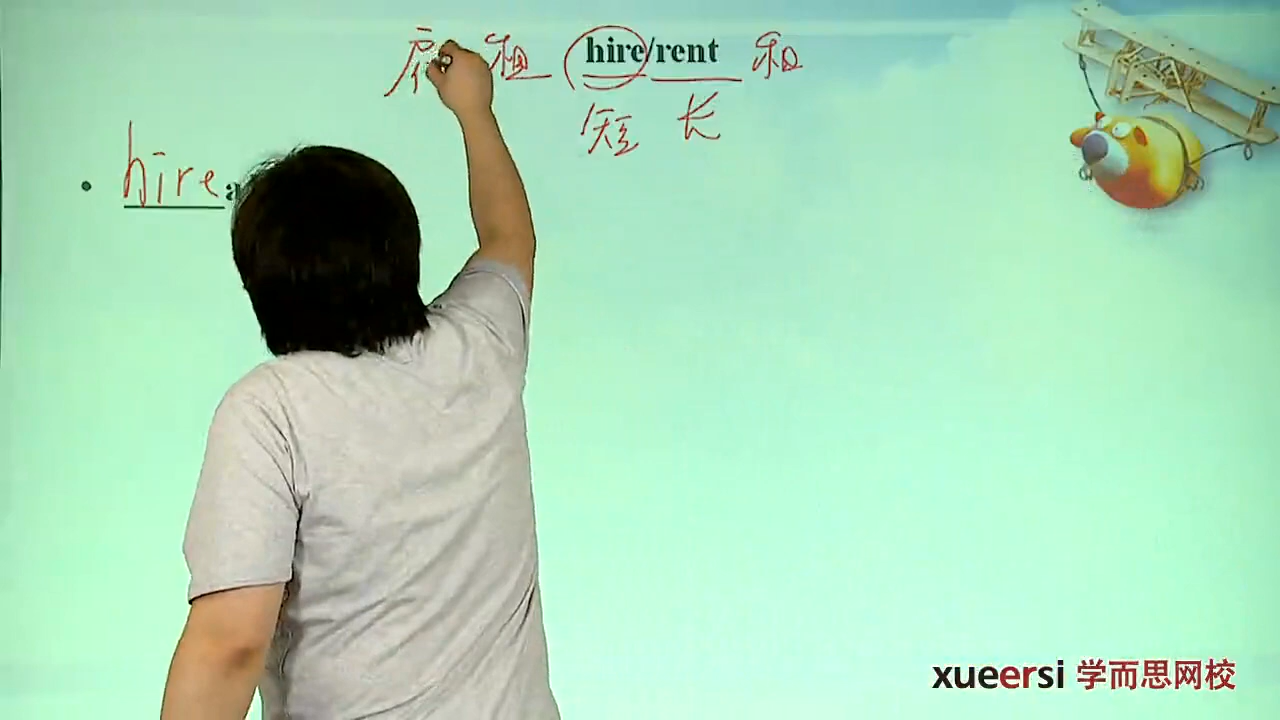 租 hire/rent 租
短 长
hire
xueersi 学而思网校